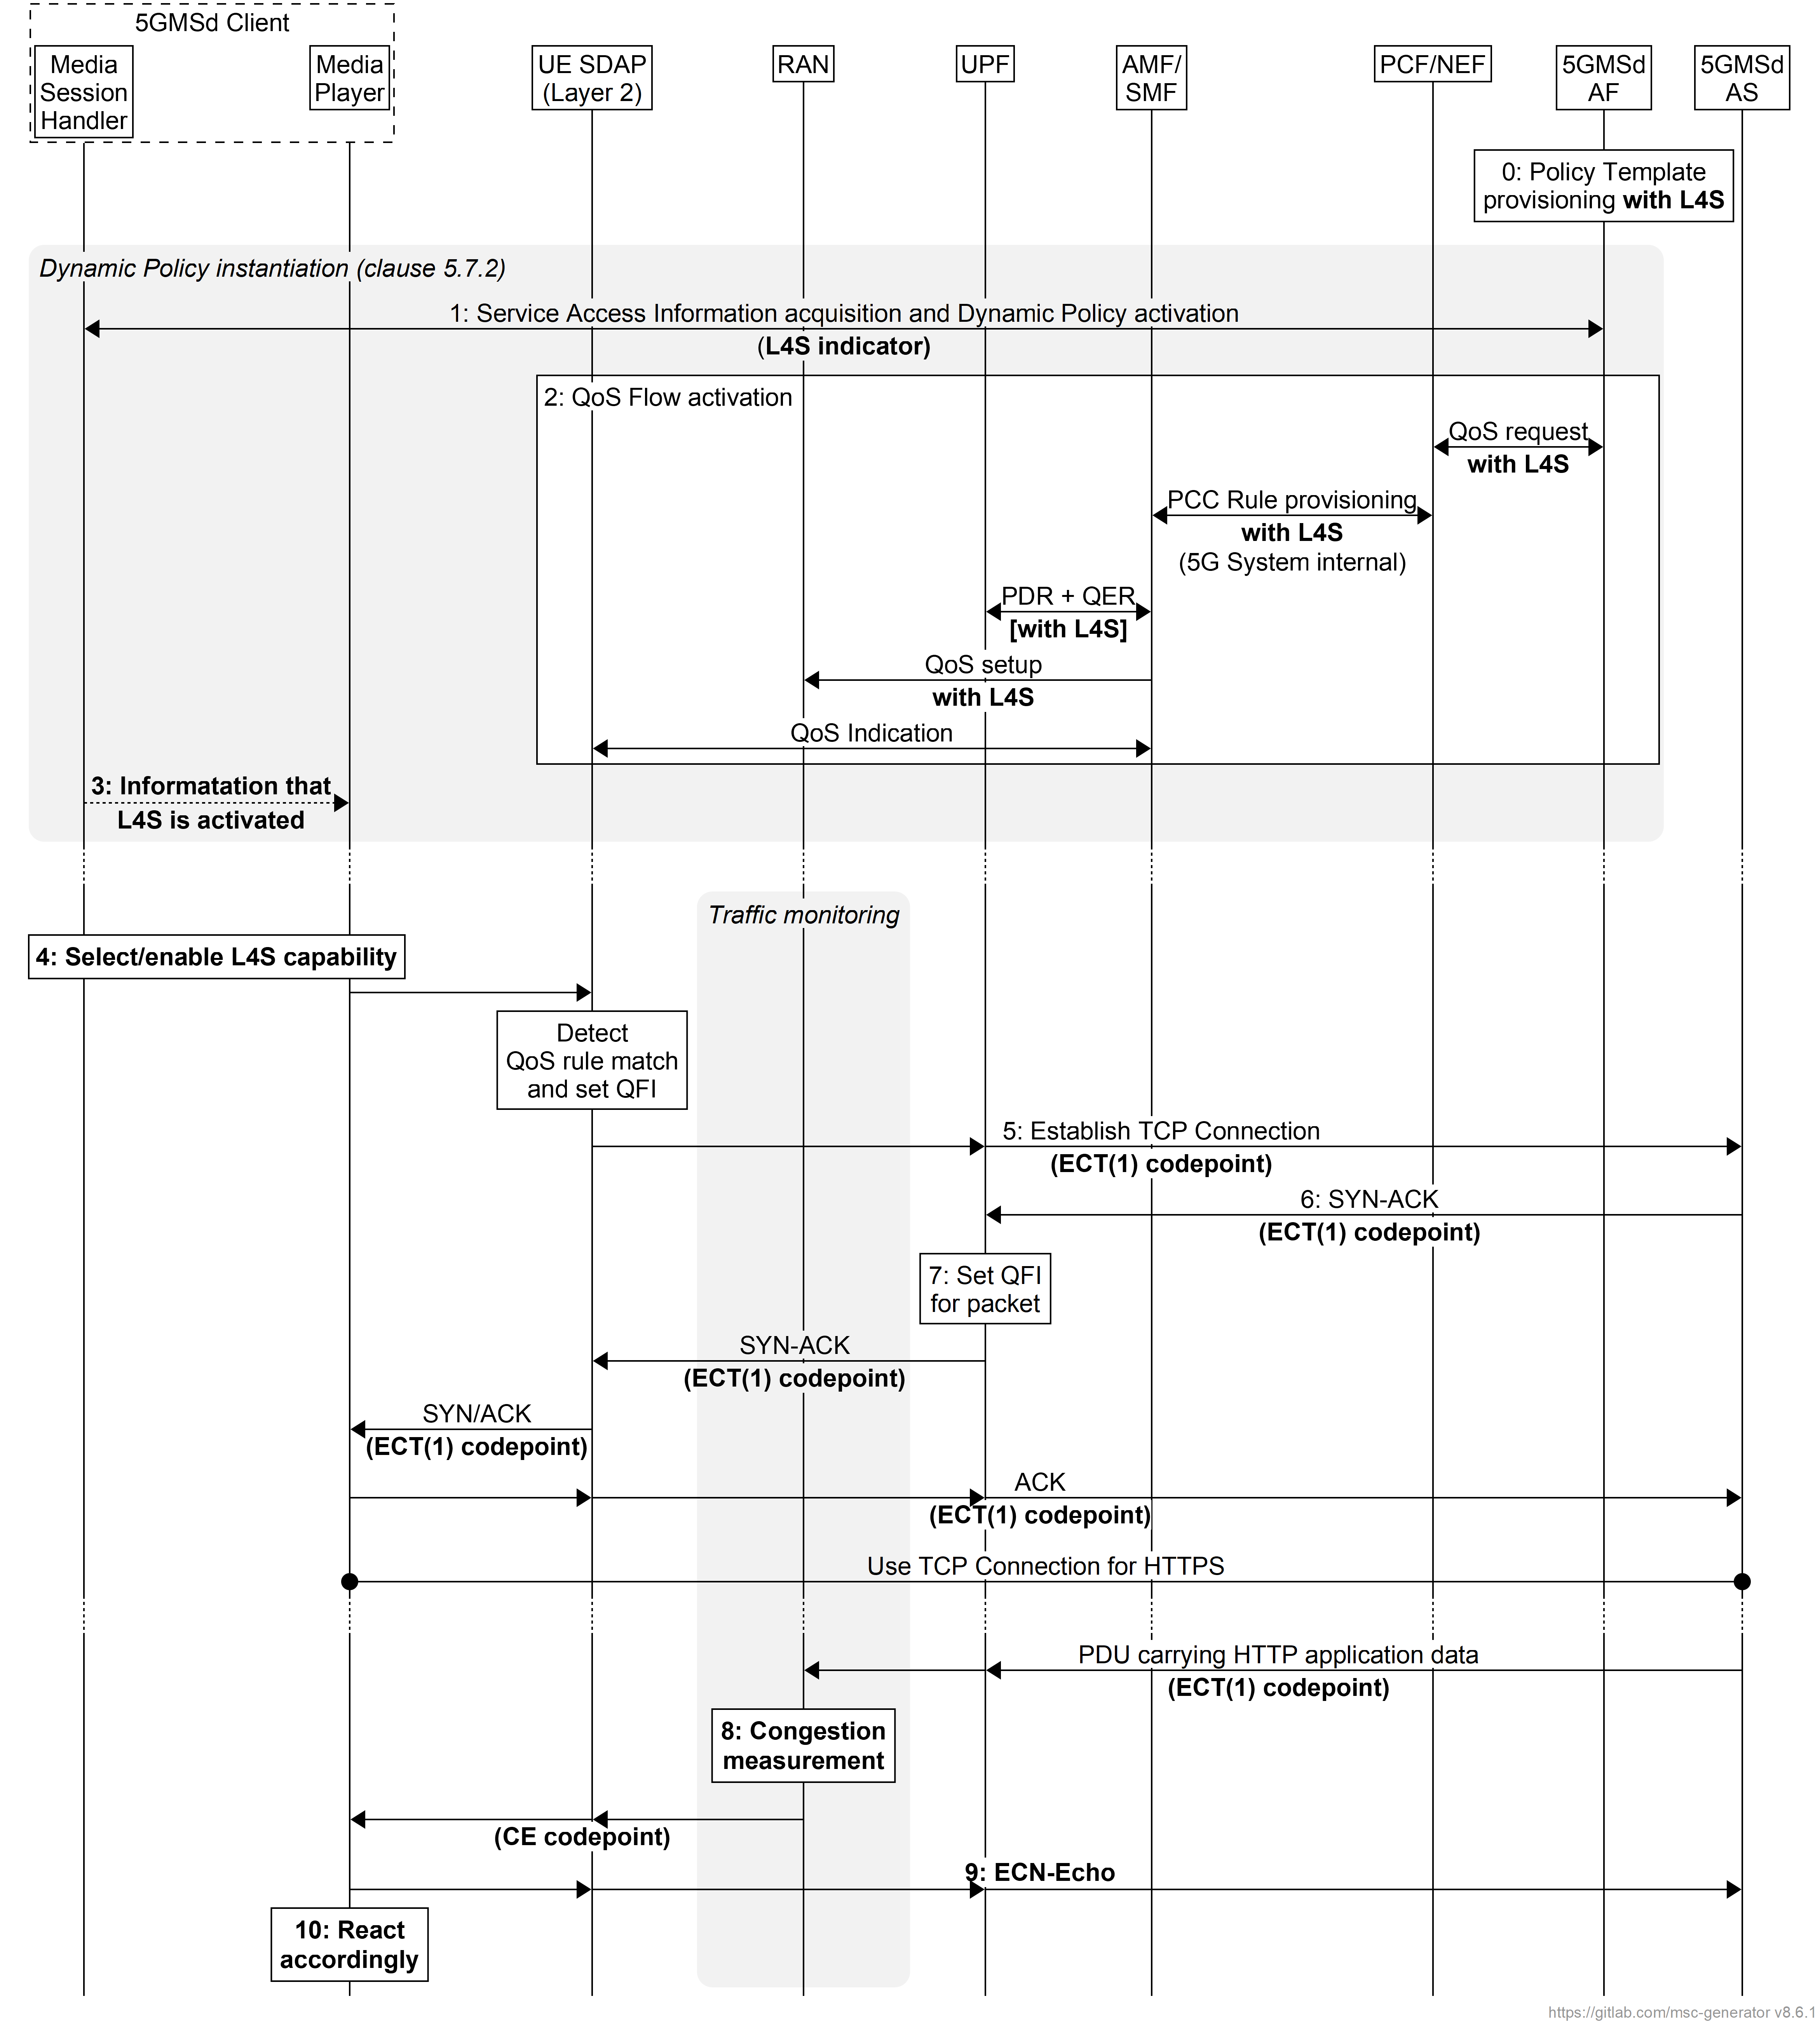 5GMSd Client
Media
Session
Handler
Media
Player
UE SDAP
(Layer 2)
RAN
UPF
AMF/
SMF
PCF/NEF
5GMSd
AF
5GMSd
AS
0: Policy Template
provisioning with L4S
Dynamic Policy instantiation (clause 5.7.2)
1: Service Access Information acquisition and Dynamic Policy activation
(L4S indicator)
2: QoS Flow activation
QoS request
with L4S
PCC Rule provisioning
with L4S
(5G System internal)
PDR + QER
[with L4S]
QoS setup
with L4S
QoS Indication
3: Informatation that
L4S is activated
Traffic monitoring
4: Select/enable L4S capability
Detect
QoS rule match
and set QFI
5: Establish TCP Connection
(ECT(1) codepoint)
6: SYN-ACK
(ECT(1) codepoint)
7: Set QFI
for packet
SYN-ACK
(ECT(1) codepoint)
SYN/ACK
(ECT(1) codepoint)
ACK
(ECT(1) codepoint)
Use TCP Connection for HTTPS
PDU carrying HTTP application data
(ECT(1) codepoint)
8: Congestion
measurement
(CE codepoint)
9: ECN-Echo
10: React
accordingly
https://gitlab.com/msc-generator v8.6.1